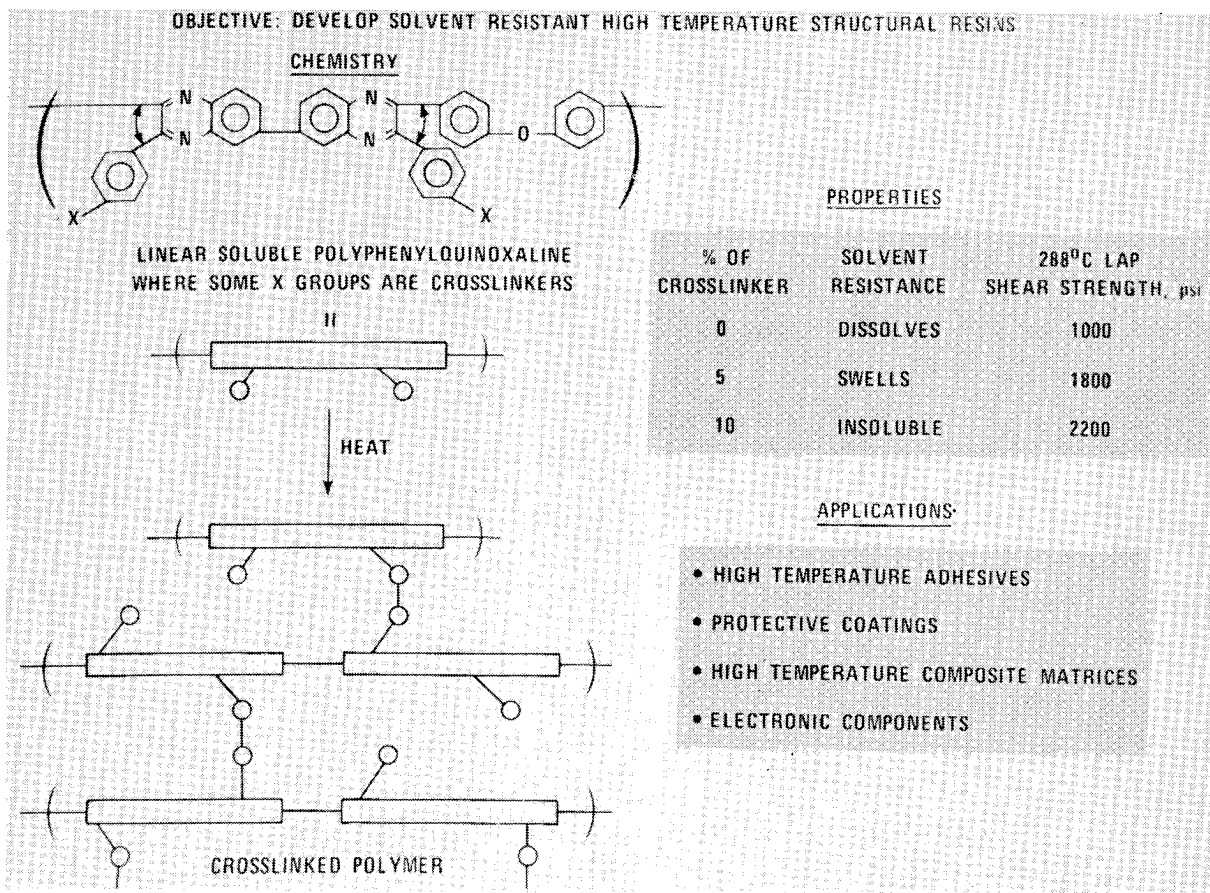 OBJECTIVE: DEVELOP SOLVENT RESISTANT HIGH TEMPERATURE STRUCTURAL RESINS
CHEMISTRY
N
N
N
N
O
X
X
LINEAR SOLUBLE POLYPHENYLQUINOXALINE
WHERE SOME X GROUPS ARE CROSSLINKERS
HEAT
CROSSLINKED POLYMER
PROPERTIES
% OF CROSSLINKER SOLVENT RESISTANCE 288⁰C LAP SHEAR STRENGTH, psi
0 DISSOLVES 1000
5 SWELLS 1800
10 INSOLUBLE 2200
APPLICATIONS
• HIGH TEMPERATURE ADHESIVES
• PROTECTIVE COATINGS
• HIGH TEMPERATURE COMPOSITE MATRICES
• ELECTRONIC COMPONENTS